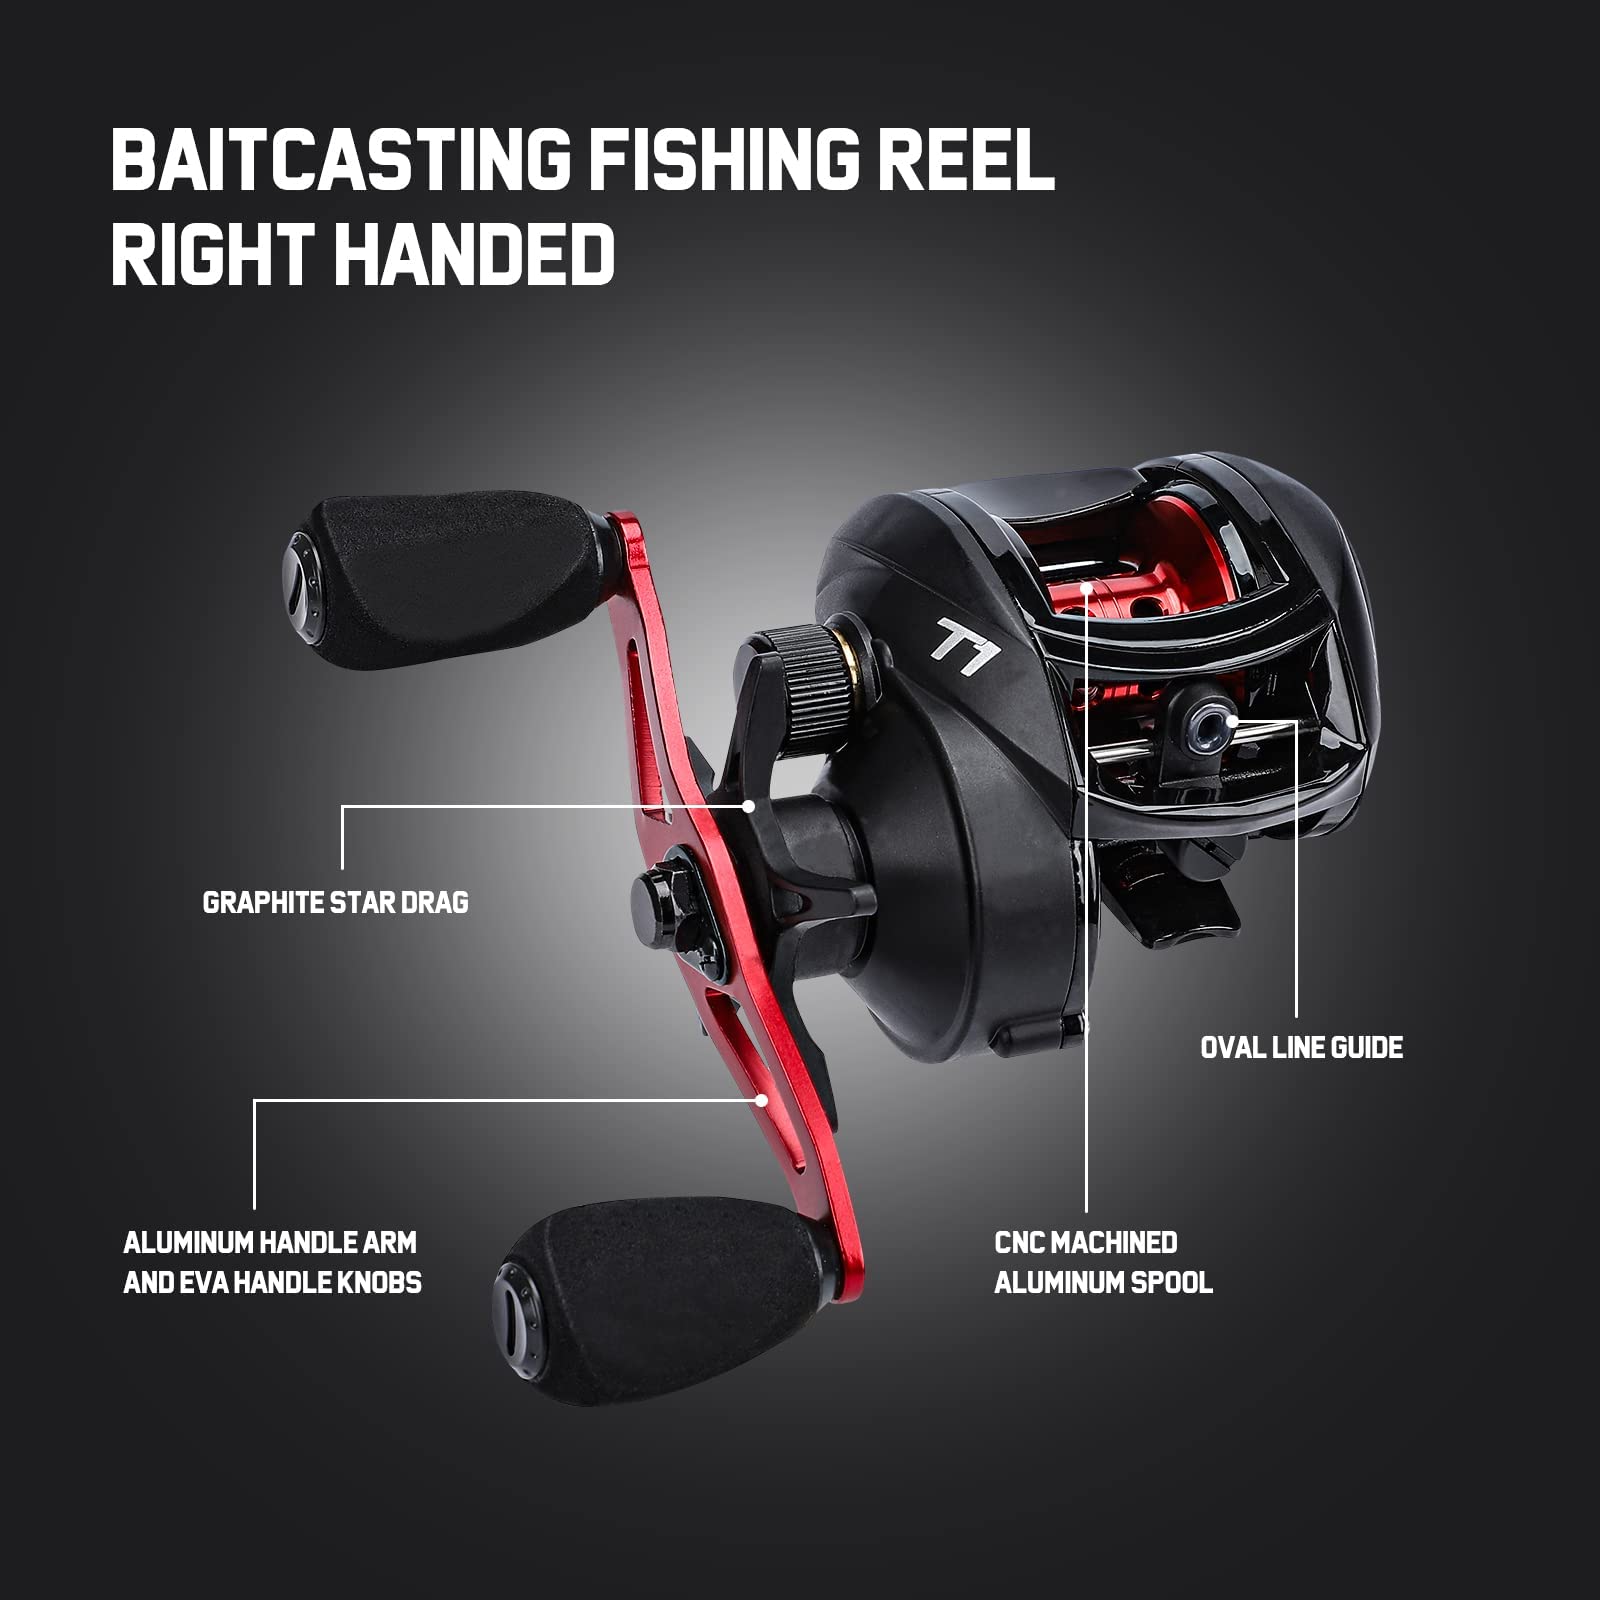 BAITCASTING FISHING REEL
RIGHT HANDED
T1
GRAPHITE STAR DRAG
OVAL LINE GUIDE
ALUMINUM HANDLE ARM
AND EVA HANDLE KNOBS
CNC MACHINED
ALUMINUM SPOOL